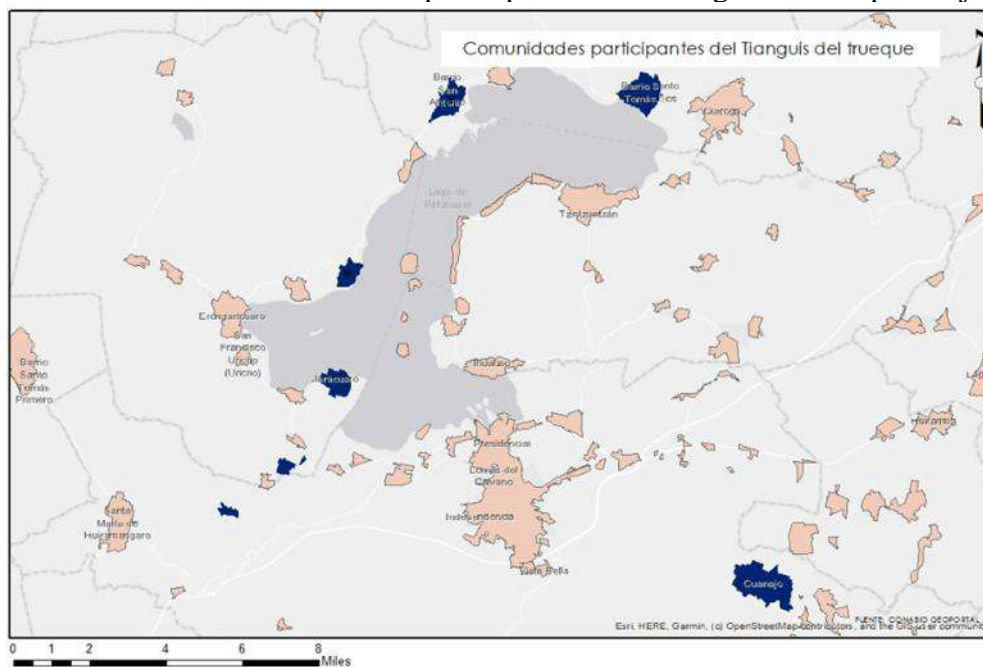 Comunidades participantes del Tianguis del trueque
Barrio
San
Antonio
Barrio Santo
Tomás
Quiroga
Lago de
Pátzcuaro
Tzintzuntzán
Erongarícuaro
San
Francisco
Uricho
(Uricho)
Barrio
Santo
Tomás
Primero
Jarácuaro
Ihuatzio
Huiramba
Presidencial
Lomas del
Calvario
Santa
María de
Huiramangaro
Independencia
Vista Bella
Cuanajo
FUENTE: CONABIO GEOPORTAL
Esri, HERE, Garmin, (c) OpenStreetMap contributors, and the GIS user
0 1 2 4 6 8
Miles